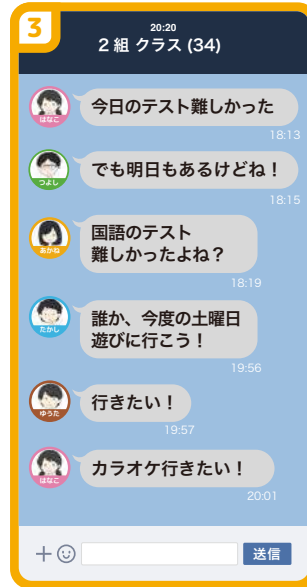 3
20:20
2組 クラス (34)
今日のテスト難しかった
はなこ
18:13
でも明日もあるけどね！
つよし
18:15
国語のテスト
難しかったよね？
あかね
18:19
誰か、今度の土曜日
遊びに行こう！
たかし
19:56
行きたい！
ゆうた
19:57
カラオケ行きたい！
はなこ
20:01
送信